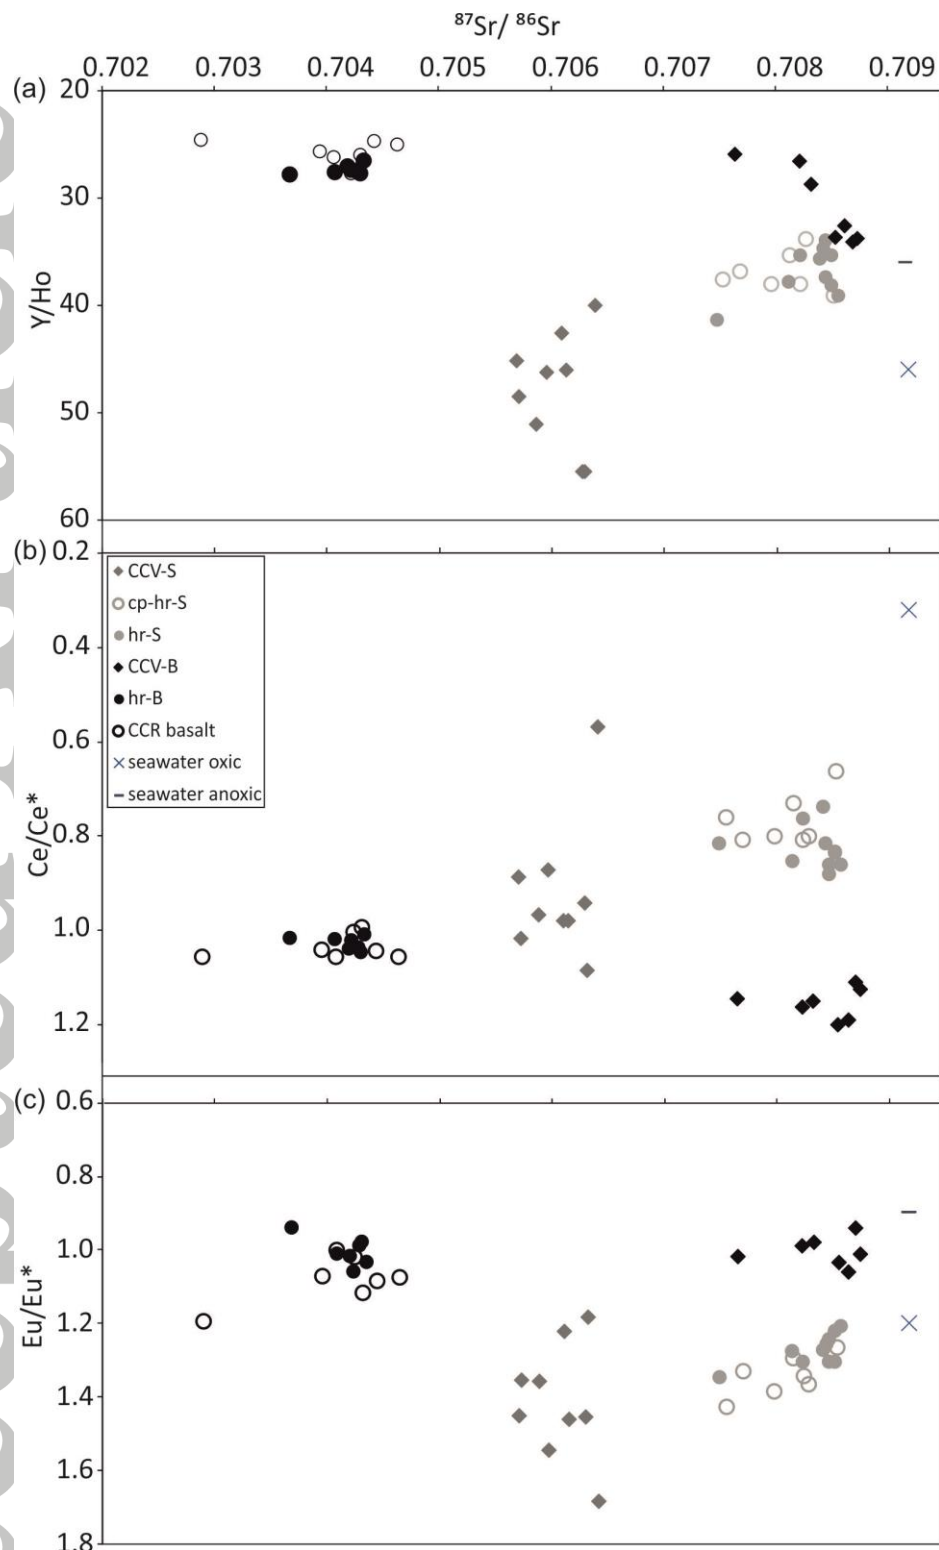 ⁸⁷Sr/ ⁸⁶Sr
0.702 0.703 0.704 0.705 0.706 0.707 0.708 0.709
(a) 20
30
Y/Ho
40
50
60
(b) 0.2
CCV-S
cp-hr-S
0.4
hr-S
CCV-B
hr-B
0.6
CCR basalt
seawater oxic
seawater anoxic
Ce/Ce*
0.8
1.0
1.2
(c) 0.6
0.8
1.0
Eu/Eu*
1.2
1.4
1.6
1.8